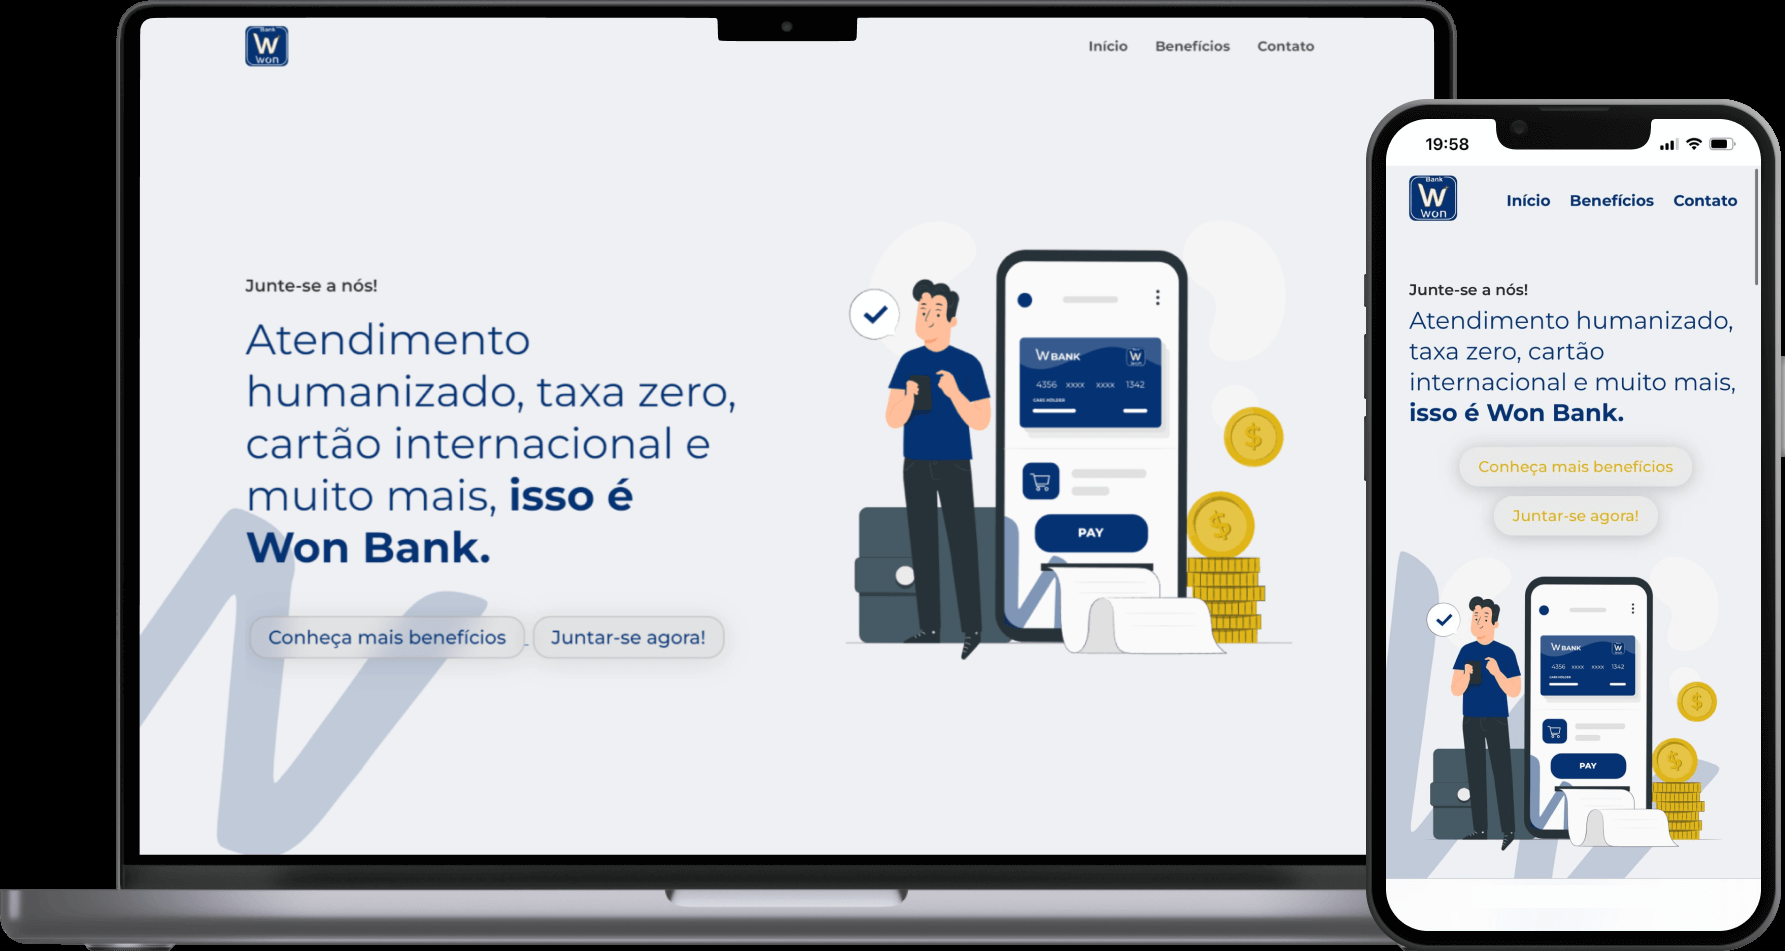 Bank
W
won
Início Benefícios Contato
Junte-se a nós!
Atendimento
humanizado, taxa zero,
cartão internacional e
muito mais, isso é
Won Bank.
Conheça mais benefícios
Juntar-se agora!
W BANK
W
4356 xxxx xxxx 1342
CARD HOLDER
PAY
$
$
19:58
Bank
W
won
Início Benefícios Contato
Junte-se a nós!
Atendimento humanizado,
taxa zero, cartão
internacional e muito mais,
isso é Won Bank.
Conheça mais benefícios
Juntar-se agora!
W BANK
W
4356 xxxx xxxx 1342
CARD HOLDER
PAY
$
$